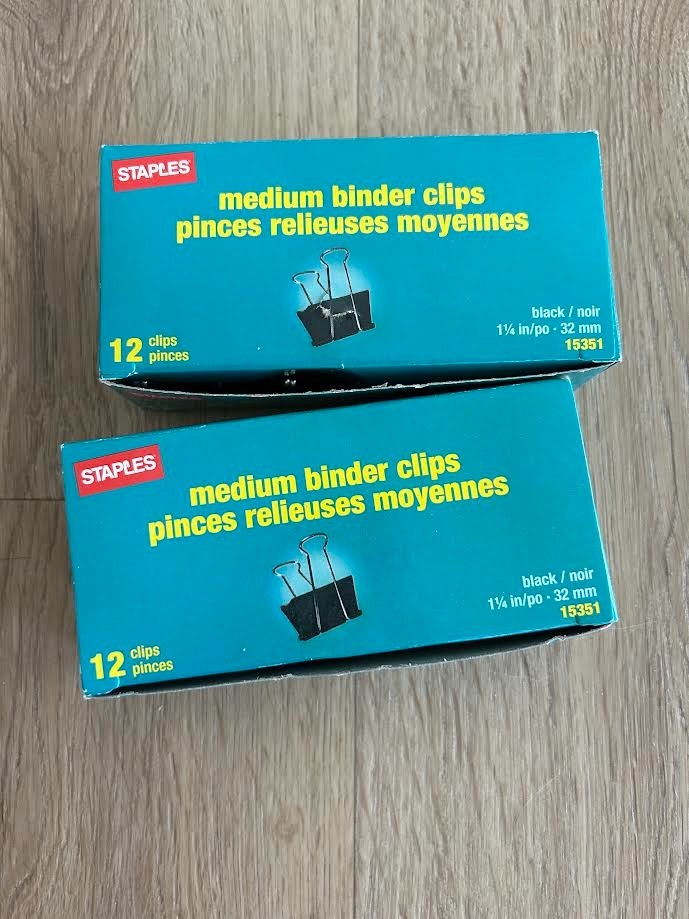 STAPLES
medium binder clips
pinces relieuses moyennes
12 clips
pinces
black / noir
1¼ in/po · 32 mm
15351
STAPLES
medium binder clips
pinces relieuses moyennes
12 clips
pinces
black / noir
1¼ in/po · 32 mm
15351